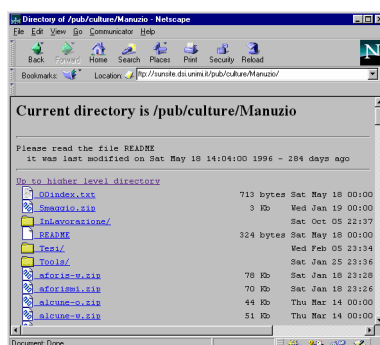 Directory of /pub/culture/Manuzio - Netscape
File Edit View Go Communicator Help
Back Forward Home Search Places Print Security Reload
N
Bookmarks: Location: ftp://sunsite.dsi.unimi.it/pub/culture/Manuzio/
Current directory is /pub/culture/Manuzio
Please read the file README
it was last modified on Sat May 18 14:04:00 1996 - 284 days ago
Up to higher level directory
00index.txt 713 bytes Sat May 18 00:00
5maggio.zip 3 Kb Wed Jan 19 00:00
InLavorazione/ Sat Oct 05 22:37
README 324 bytes Sat May 18 00:00
Tesi/ Wed Feb 05 23:34
Tools/ Sat Jan 25 23:36
aforis-w.zip 78 Kb Sat Jan 18 23:28
aforismi.zip 70 Kb Sat Jan 18 23:26
alcune-o.zip 44 Kb Thu Mar 14 00:00
alcune-w.zip 51 Kb Thu Mar 14 00:00
Document: Done